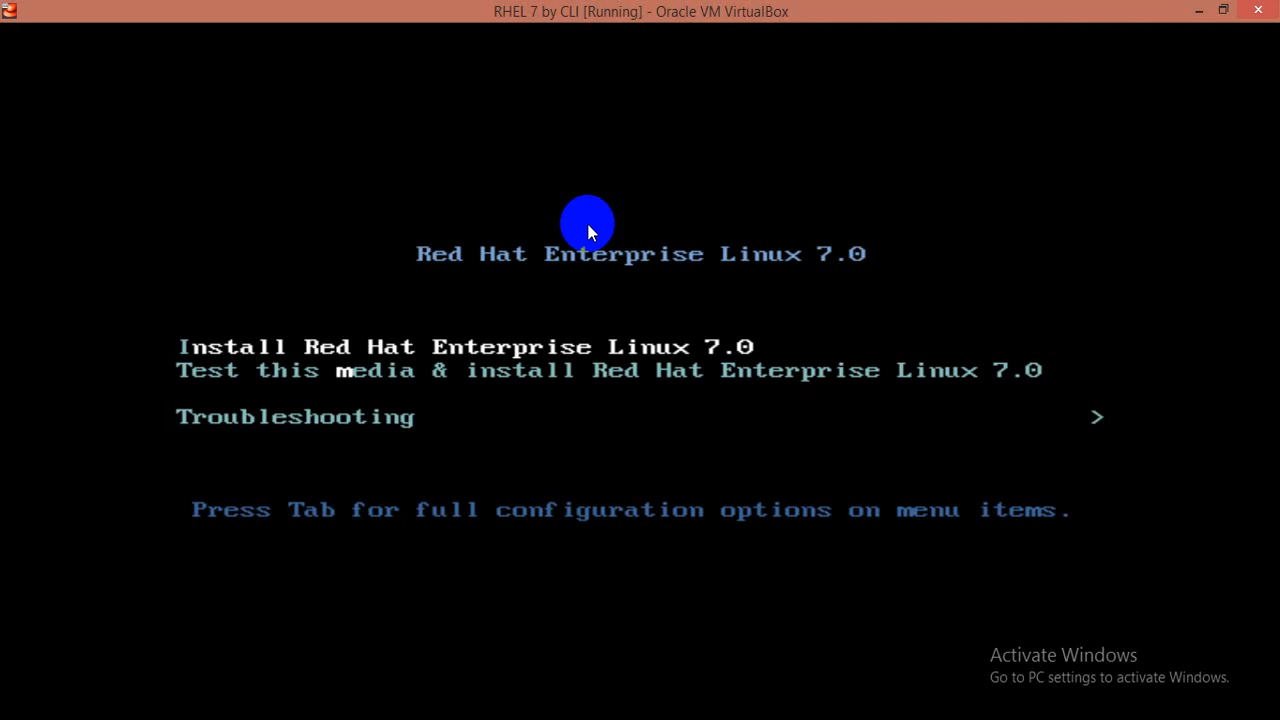 RHEL 7 by CLI [Running] - Oracle VM VirtualBox
Red Hat Enterprise Linux 7.0
Install Red Hat Enterprise Linux 7.0
Test this media & install Red Hat Enterprise Linux 7.0
Troubleshooting >
Press Tab for full configuration options on menu items.
Activate Windows
Go to PC settings to activate Windows.